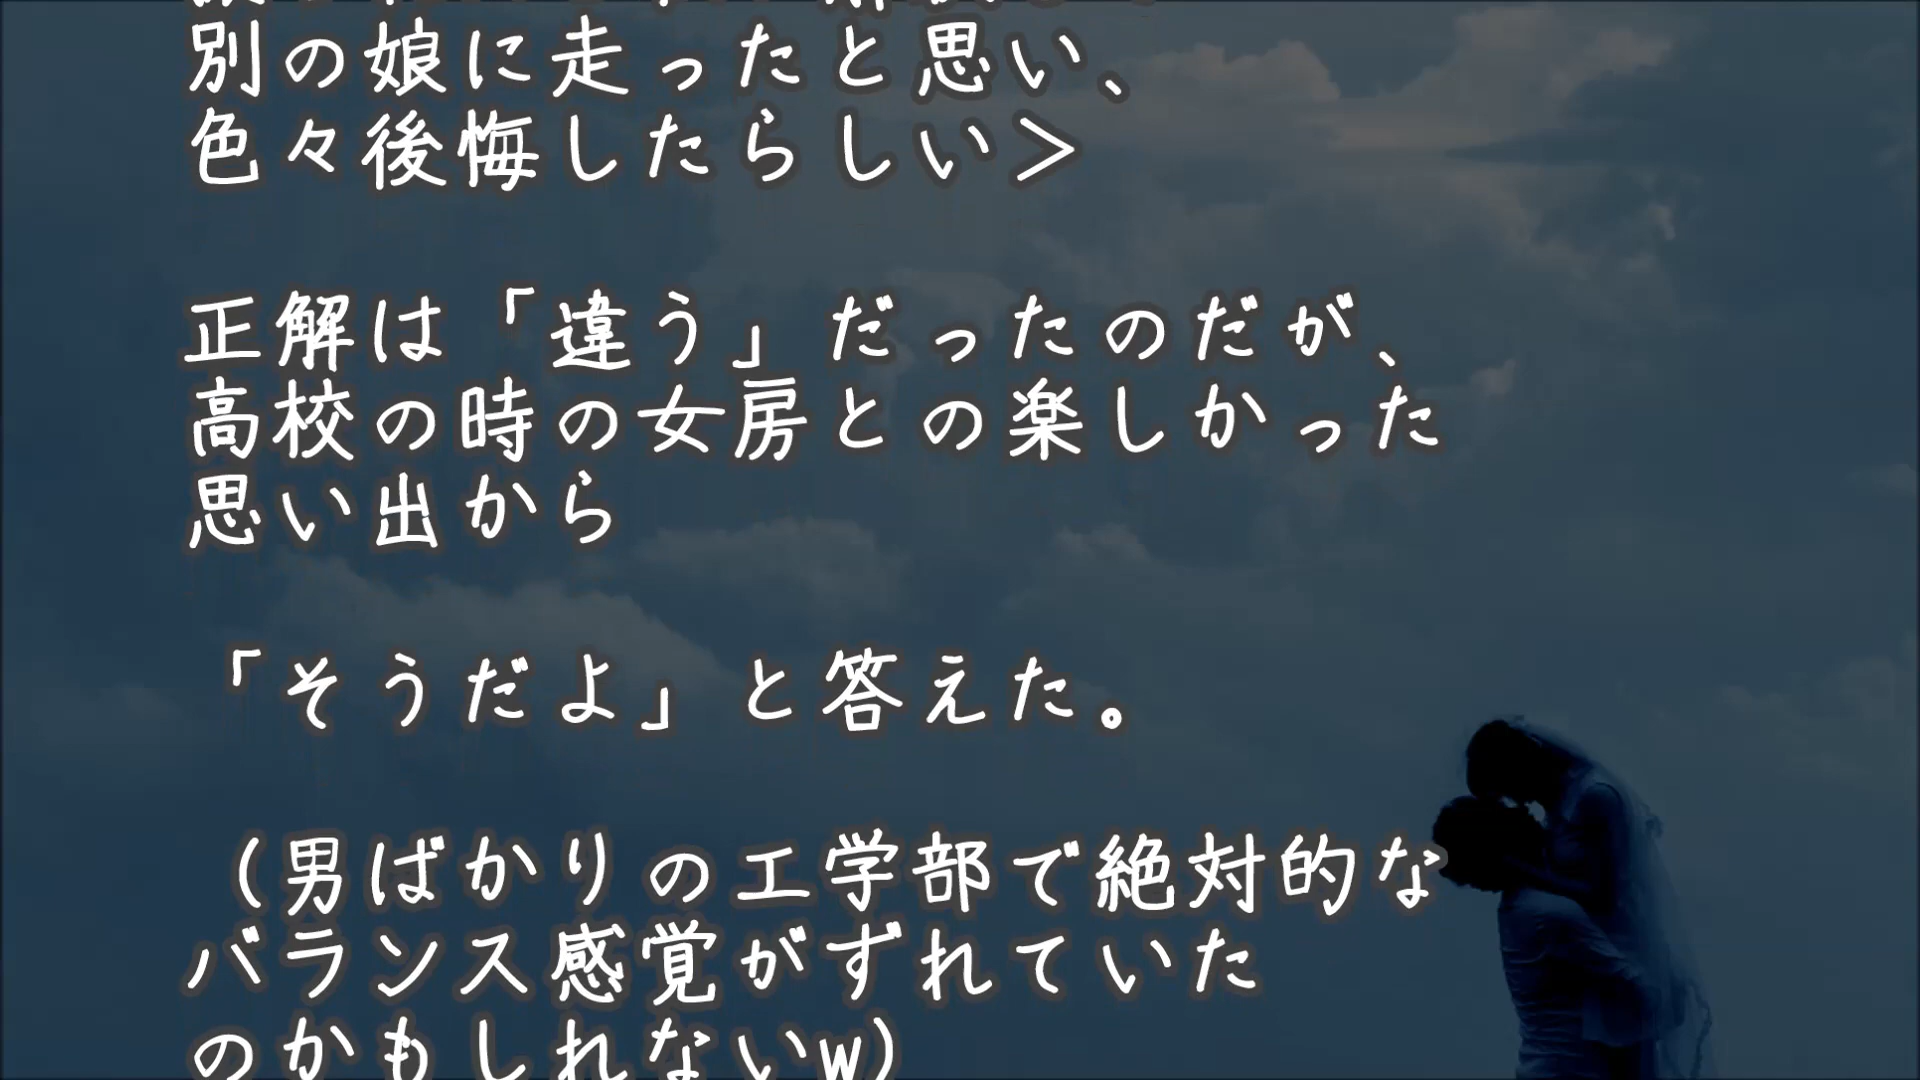 別の娘に走ったと思い、
色々後悔したらしい＞
正解は「違う」だったのだが、
高校の時の女房との楽しかった
思い出から
「そうだよ」と答えた。
（男ばかりの工学部で絶対的な
バランス感覚がずれていた
のかもしれないw）